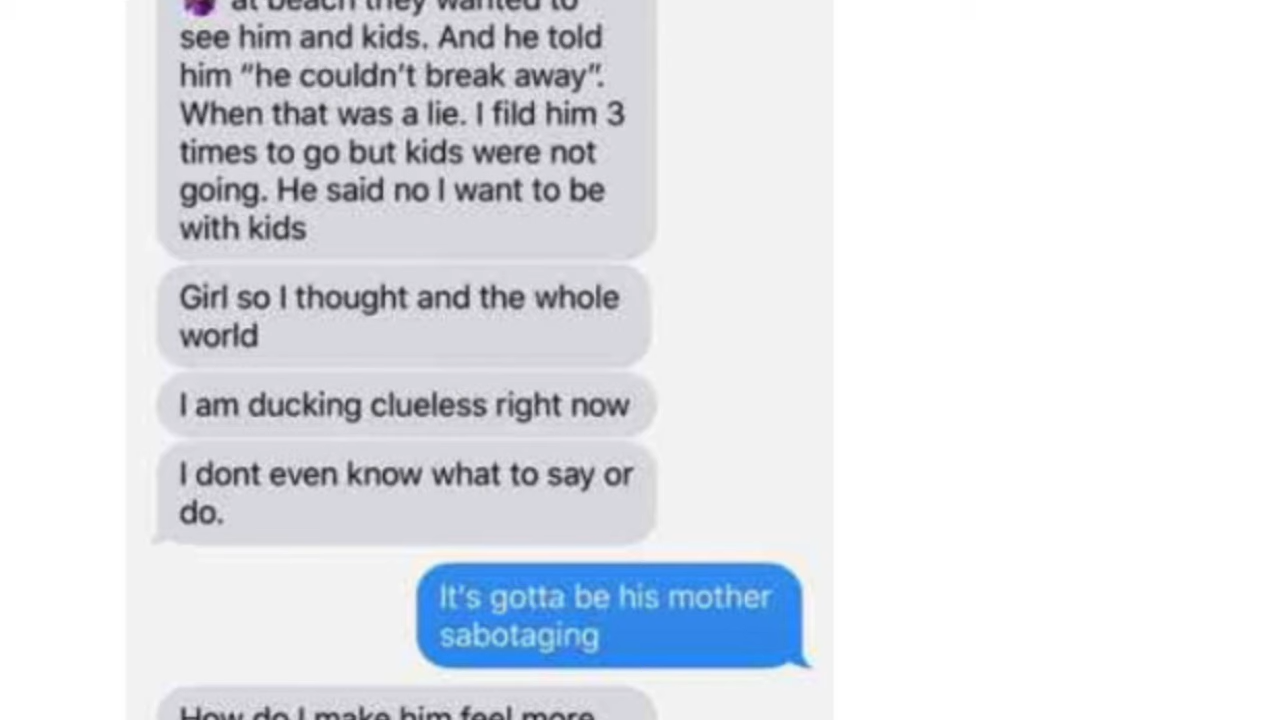 at beach they wanted to
see him and kids. And he told
him “he couldn’t break away”.
When that was a lie. I fild him 3
times to go but kids were not
going. He said no I want to be
with kids
Girl so I thought and the whole
world
I am ducking clueless right now
I dont even know what to say or
do.
It's gotta be his mother
sabotaging
How do I make him feel more